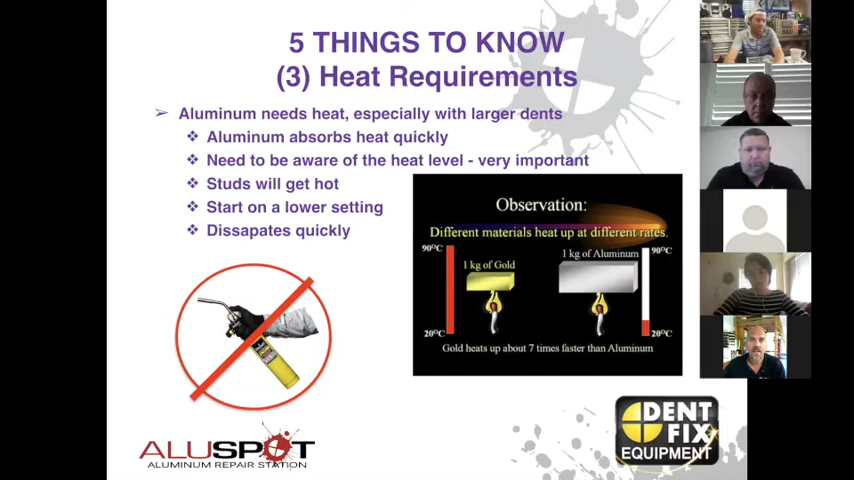 5 THINGS TO KNOW
(3) Heat Requirements
Aluminum needs heat, especially with larger dents
Aluminum absorbs heat quickly
Need to be aware of the heat level - very important
Studs will get hot
Start on a lower setting
Dissapates quickly
Observation:
Different materials heat up at different rates.
90°C
1 kg of Gold
1 kg of Aluminum
90°C
20°C
20°C
Gold heats up about 7 times faster than Aluminum
ALUSPOT
ALUMINUM REPAIR STATION
DENT
FIX
EQUIPMENT